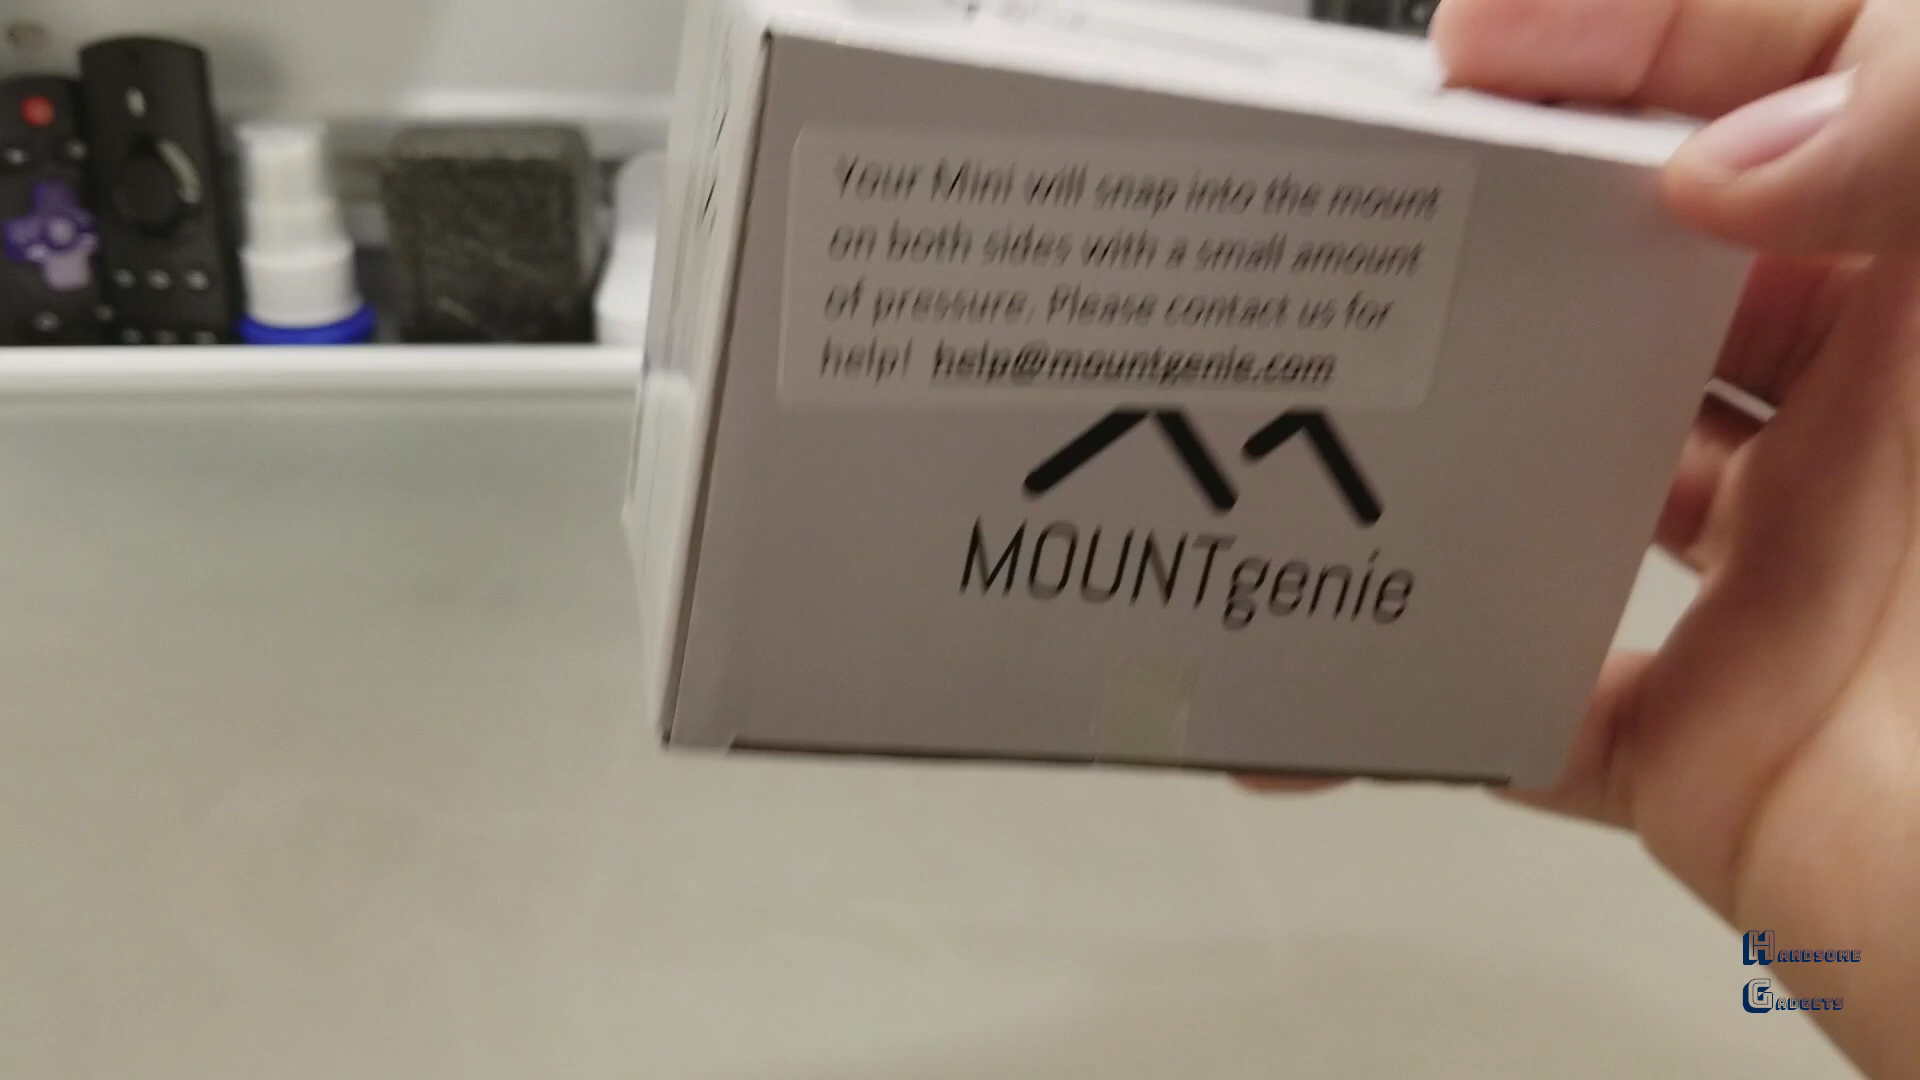 Your Mini will snap into the mount
on both sides with a small amount
of pressure. Please contact us for
help! help@mountgenie.com
MOUNTgenie
HANDSOME
GADGETS